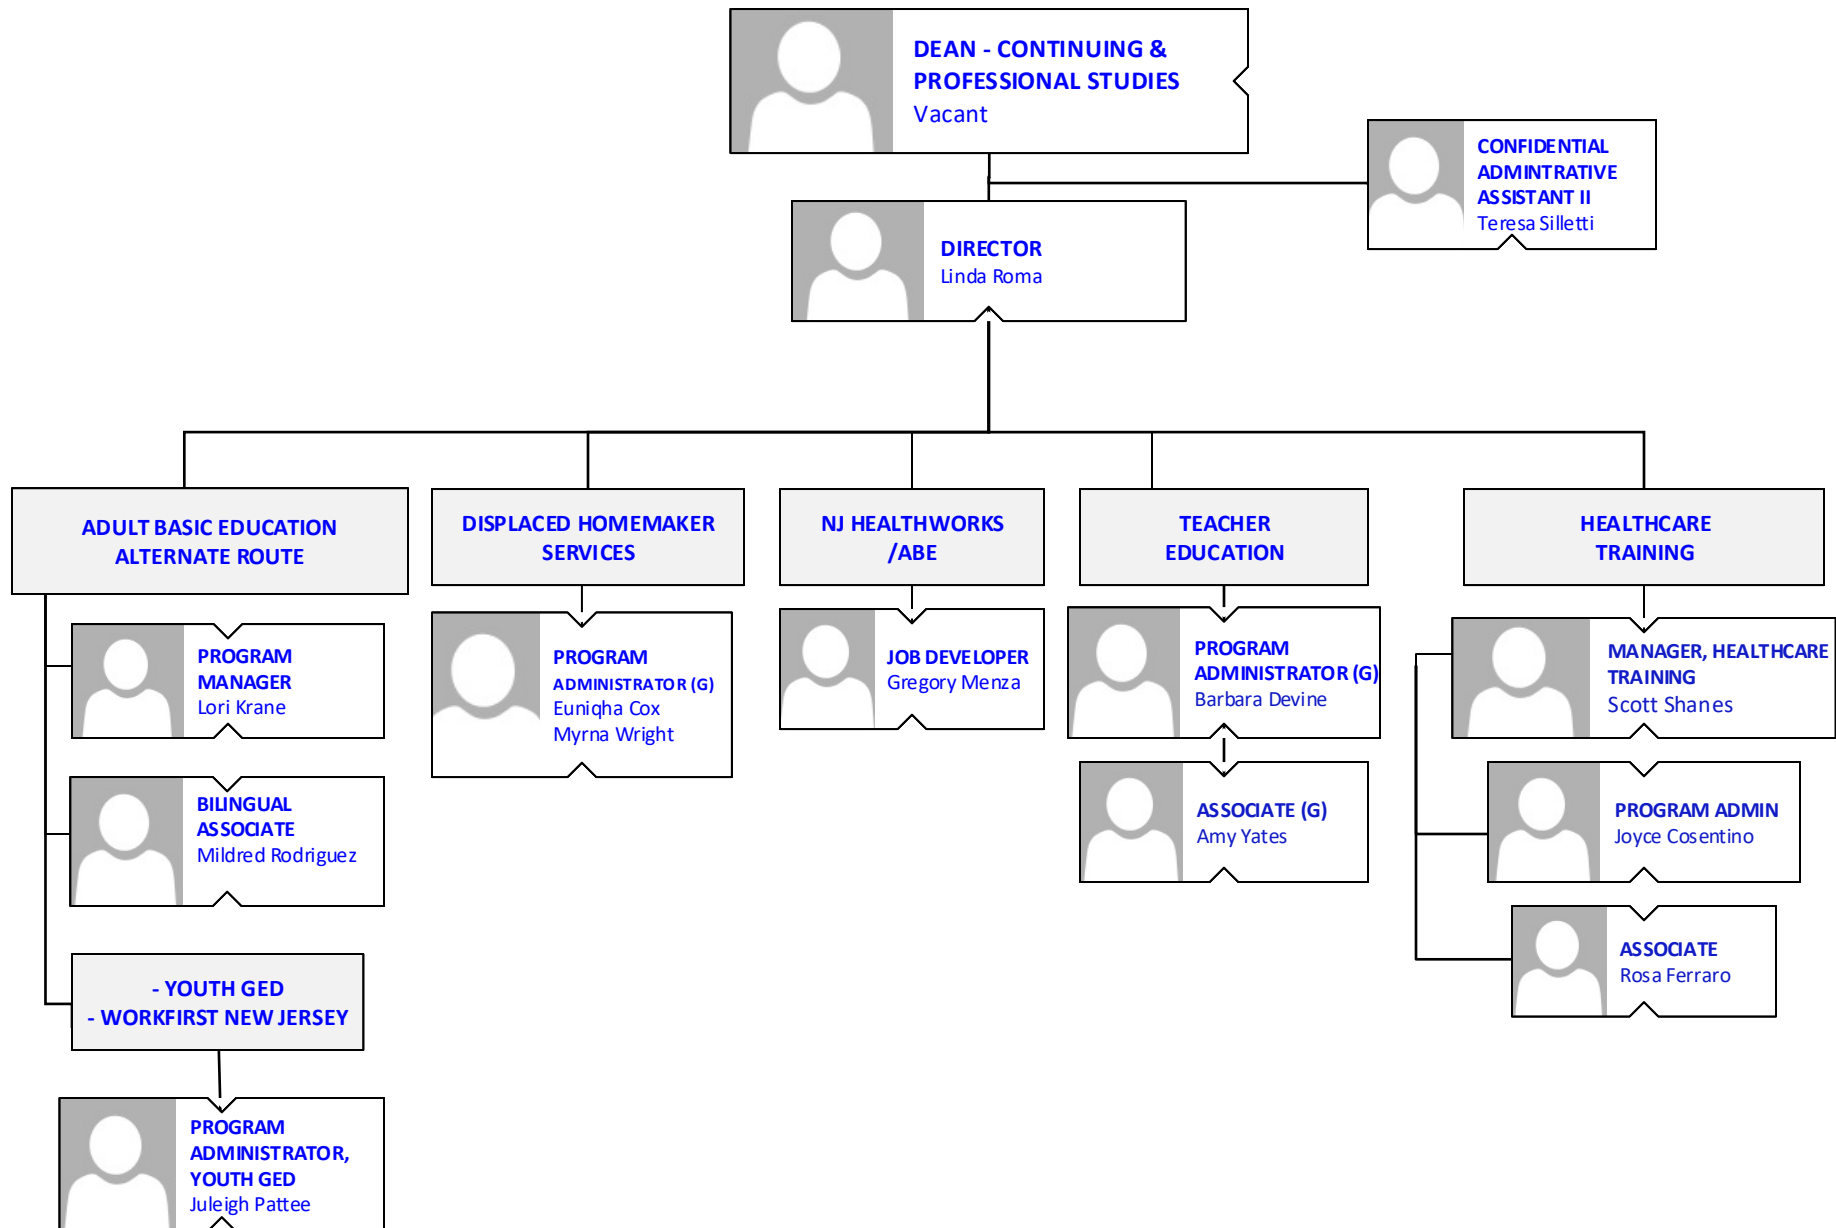 DEAN - CONTINUING &
PROFESSIONAL STUDIES
Vacant
CONFIDENTIAL
ADMINTRATIVE
ASSISTANT II
Teresa Silletti
DIRECTOR
Linda Roma
ADULT BASIC EDUCATION
ALTERNATE ROUTE
DISPLACED HOMEMAKER
SERVICES
NJ HEALTHWORKS
/ABE
TEACHER
EDUCATION
HEALTHCARE
TRAINING
PROGRAM
MANAGER
Lori Krane
PROGRAM
ADMINISTRATOR (G)
Euniqha Cox
Myrna Wright
JOB DEVELOPER
Gregory Menza
PROGRAM
ADMINISTRATOR (G)
Barbara Devine
MANAGER, HEALTHCARE
TRAINING
Scott Shanes
BILINGUAL
ASSOCIATE
Mildred Rodriguez
ASSOCIATE (G)
Amy Yates
PROGRAM ADMIN
Joyce Cosentino
ASSOCIATE
Rosa Ferraro
- YOUTH GED
- WORKFIRST NEW JERSEY
PROGRAM
ADMINISTRATOR,
YOUTH GED
Juleigh Pattee